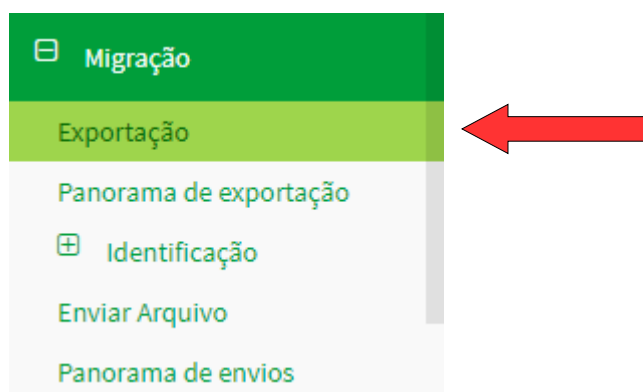 Migração
Exportação
Panorama de exportação
Identificação
Enviar Arquivo
Panorama de envios